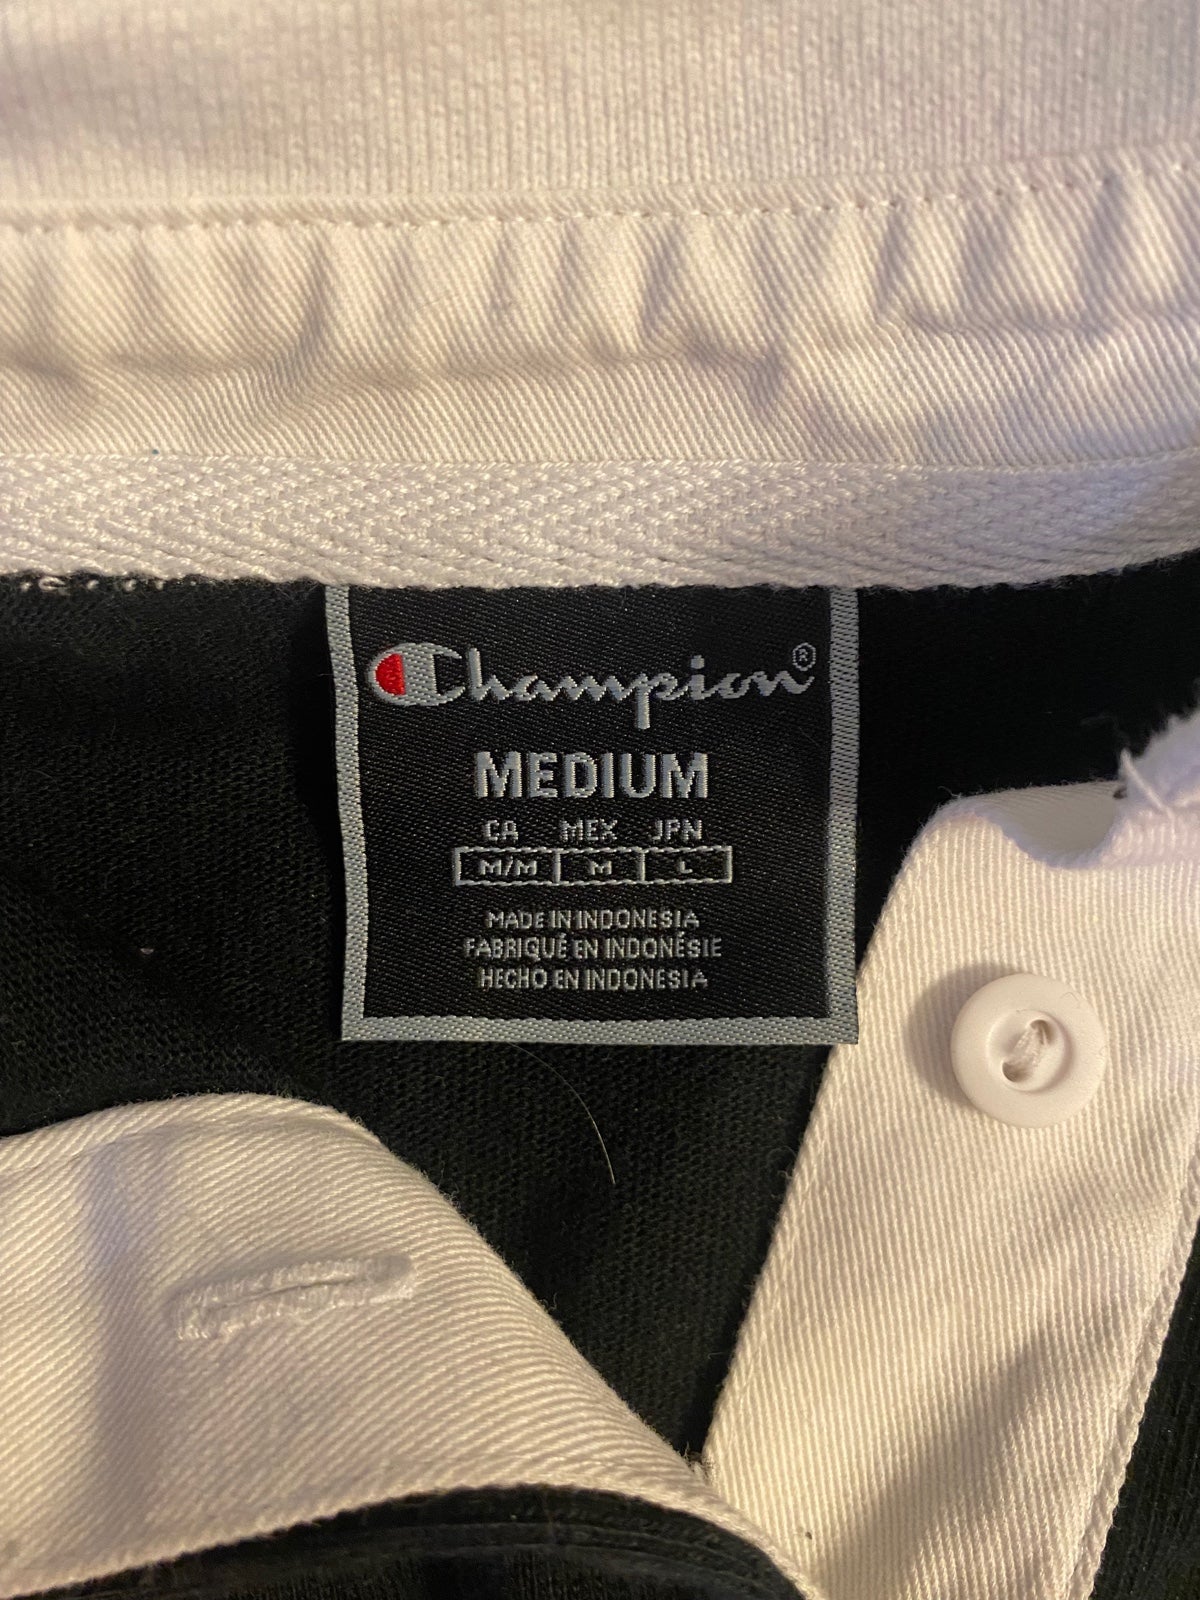 Champion®
MEDIUM
CA MEX JPN
M/M M L
MADE IN INDONESIA
FABRIQUÉ EN INDONÉSIE
HECHO EN INDONESIA